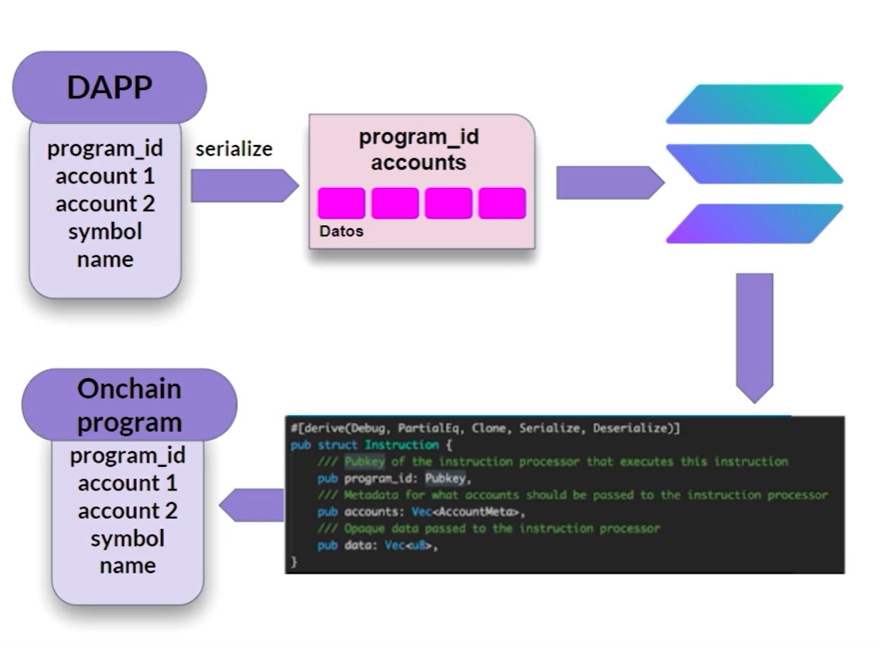 DAPP
program_id
account 1
account 2
symbol
name
serialize
program_id
accounts
Datos
#[derive(Debug, PartialEq, Clone, Serialize, Deserialize)]
pub struct Instruction {
/// Pubkey of the instruction processor that executes this instruction
pub program_id: Pubkey,
/// Metadata for what accounts should be passed to the instruction processor
pub accounts: Vec<AccountMeta>,
/// Opaque data passed to the instruction processor
pub data: Vec<u8>,
}
Onchain
program
program_id
account 1
account 2
symbol
name